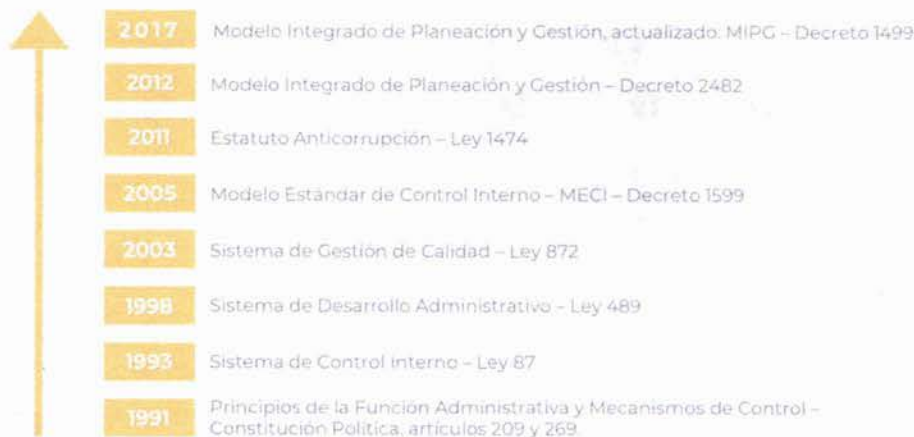 2017 Modelo Integrado de Planeación y Gestión, actualizado: MIPG – Decreto 1499
2012 Modelo Integrado de Planeación y Gestión – Decreto 2482
2011 Estatuto Anticorrupción – Ley 1474
2005 Modelo Estándar de Control Interno – MECI – Decreto 1599
2003 Sistema de Gestión de Calidad – Ley 872
1998 Sistema de Desarrollo Administrativo – Ley 489
1993 Sistema de Control Interno – Ley 87
1991 Principios de la Función Administrativa y Mecanismos de Control –
Constitución Política, artículos 209 y 269.